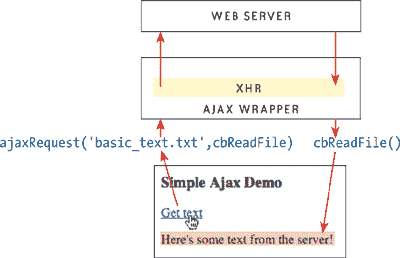 WEB SERVER
XHR
AJAX WRAPPER
ajaxRequest('basic_text.txt',cbReadFile) cbReadFile()
Simple Ajax Demo
Get text
Here's some text from the server!